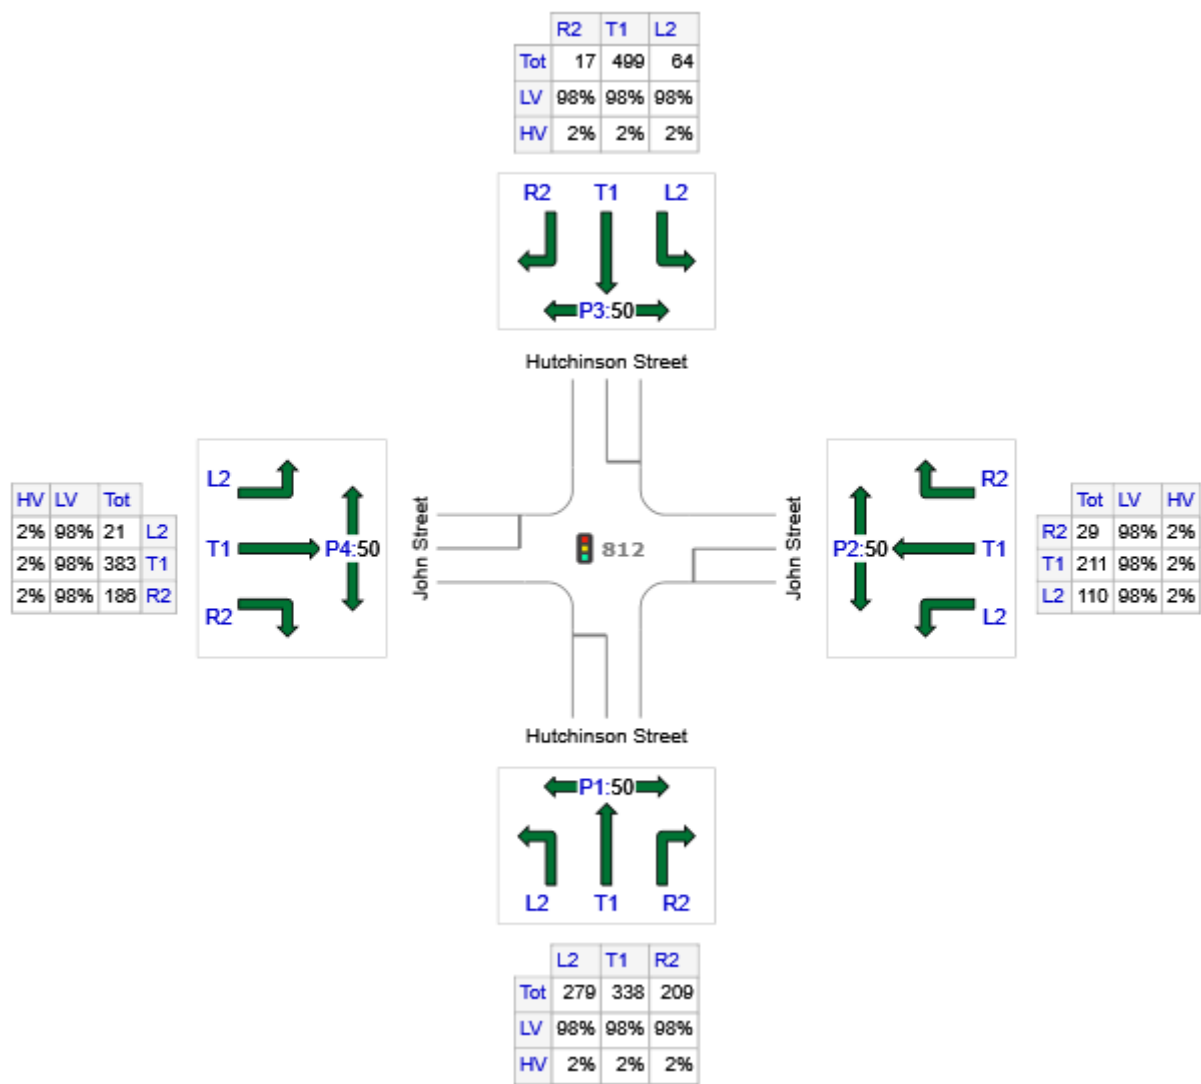 R2 T1 L2
Tot 17 499 64
LV 98% 98% 98%
HV 2% 2% 2%
R2 T1 L2
P3:50
Hutchinson Street
HV LV Tot
2% 98% 21 L2
2% 98% 383 T1
2% 98% 186 R2
L2
T1
R2
P4:50
John Street
812
John Street
P2:50
R2
T1
L2
Tot LV HV
R2 29 98% 2%
T1 211 98% 2%
L2 110 98% 2%
Hutchinson Street
P1:50
L2 T1 R2
L2 T1 R2
Tot 279 338 209
LV 98% 98% 98%
HV 2% 2% 2%